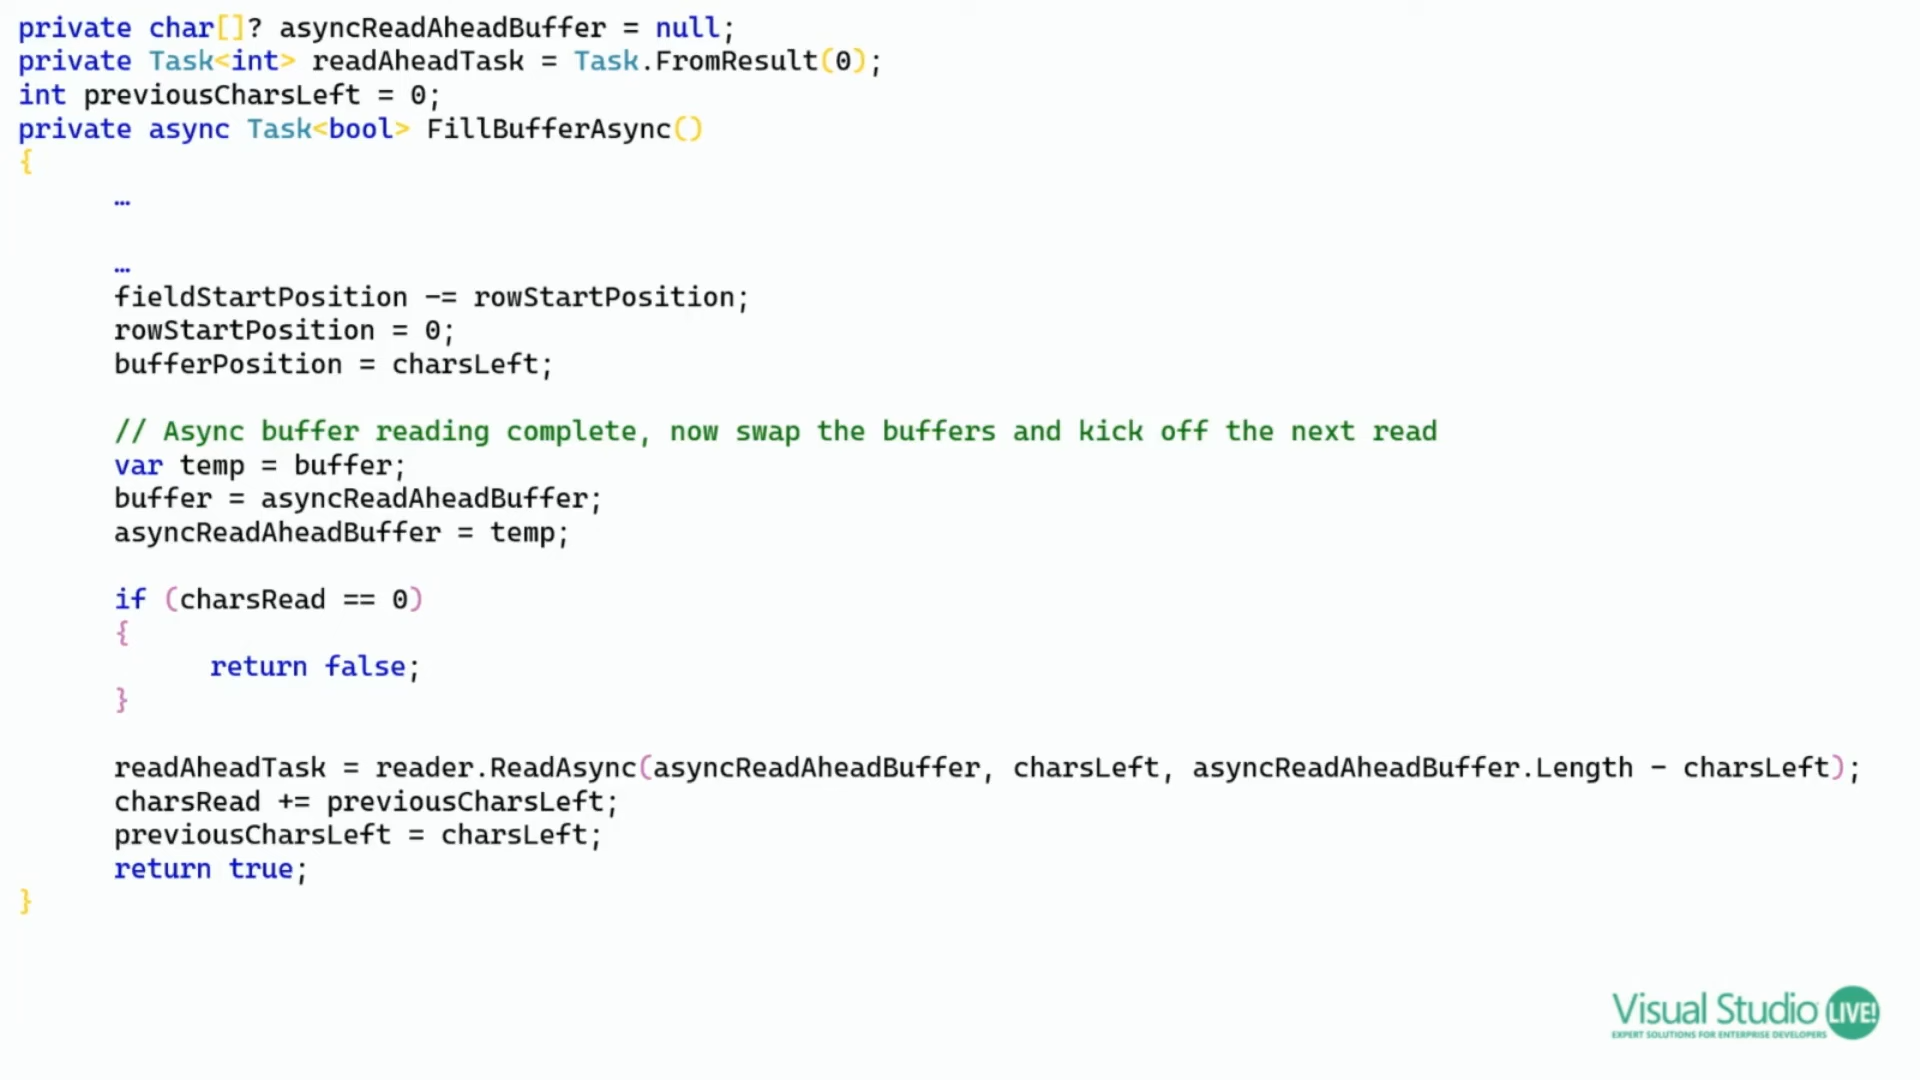 private char[]? asyncReadAheadBuffer = null;
private Task<int> readAheadTask = Task.FromResult(0);
int previousCharsLeft = 0;
private async Task<bool> FillBufferAsync()
{
…
…
fieldStartPosition -= rowStartPosition;
rowStartPosition = 0;
bufferPosition = charsLeft;
// Async buffer reading complete, now swap the buffers and kick off the next read
var temp = buffer;
buffer = asyncReadAheadBuffer;
asyncReadAheadBuffer = temp;
if (charsRead == 0)
{
return false;
}
readAheadTask = reader.ReadAsync(asyncReadAheadBuffer, charsLeft, asyncReadAheadBuffer.Length - charsLeft);
charsRead += previousCharsLeft;
previousCharsLeft = charsLeft;
return true;
}
Visual Studio LIVE!
EXPERT SOLUTIONS FOR ENTERPRISE DEVELOPERS